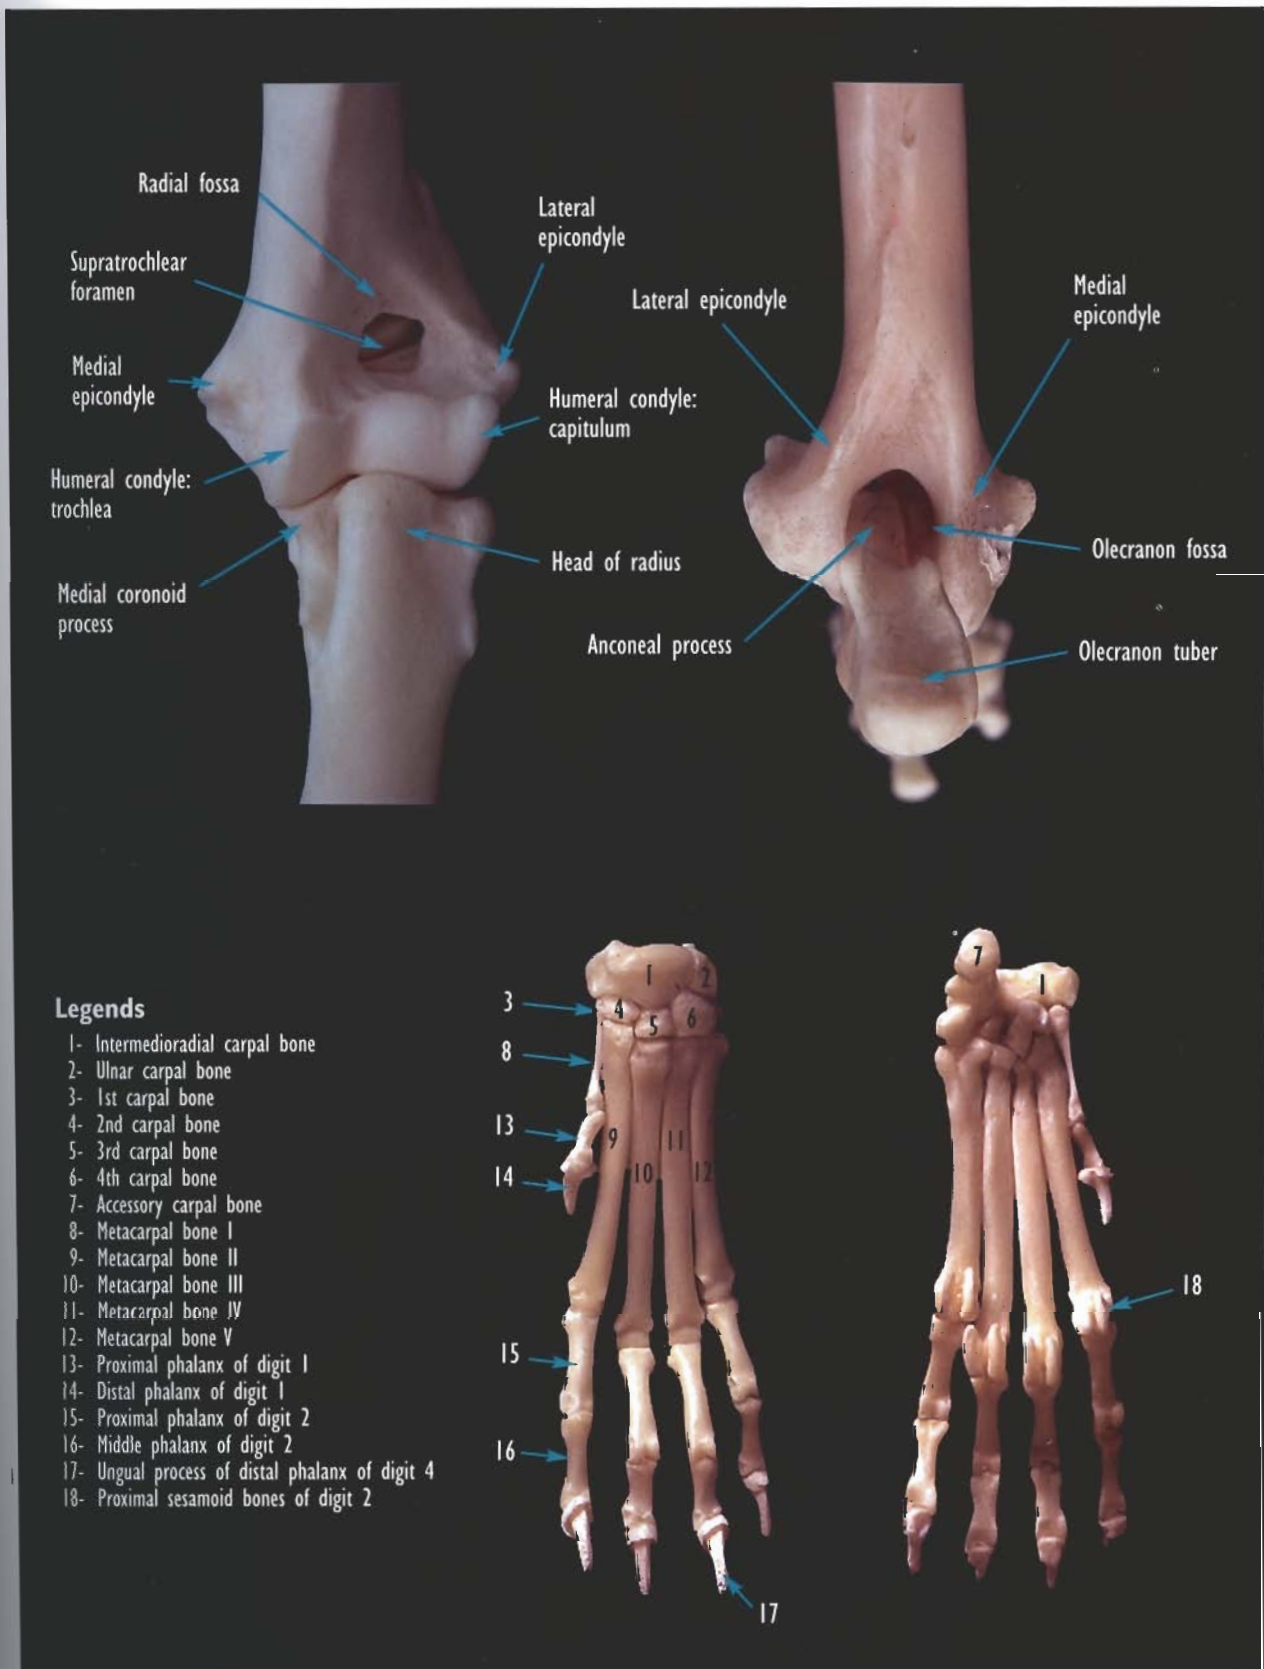 Radial fossa
Supratrochlear
foramen
Medial
epicondyle
Humeral condyle:
trochlea
Medial coronoid
process
Lateral
epicondyle
Humeral condyle:
capitulum
Head of radius
Lateral epicondyle
Medial
epicondyle
Olecranon fossa
Anconeal process
Olecranon tuber
Legends
1- Intermedioradial carpal bone
2- Ulnar carpal bone
3- 1st carpal bone
4- 2nd carpal bone
5- 3rd carpal bone
6- 4th carpal bone
7- Accessory carpal bone
8- Metacarpal bone I
9- Metacarpal bone II
10- Metacarpal bone III
11- Metacarpal bone IV
12- Metacarpal bone V
13- Proximal phalanx of digit 1
14- Distal phalanx of digit 1
15- Proximal phalanx of digit 2
16- Middle phalanx of digit 2
17- Ungual process of distal phalanx of digit 4
18- Proximal sesamoid bones of digit 2
1
2
3
4
5
6
8
13
9
11
14
10
12
15
16
17
7
1
18